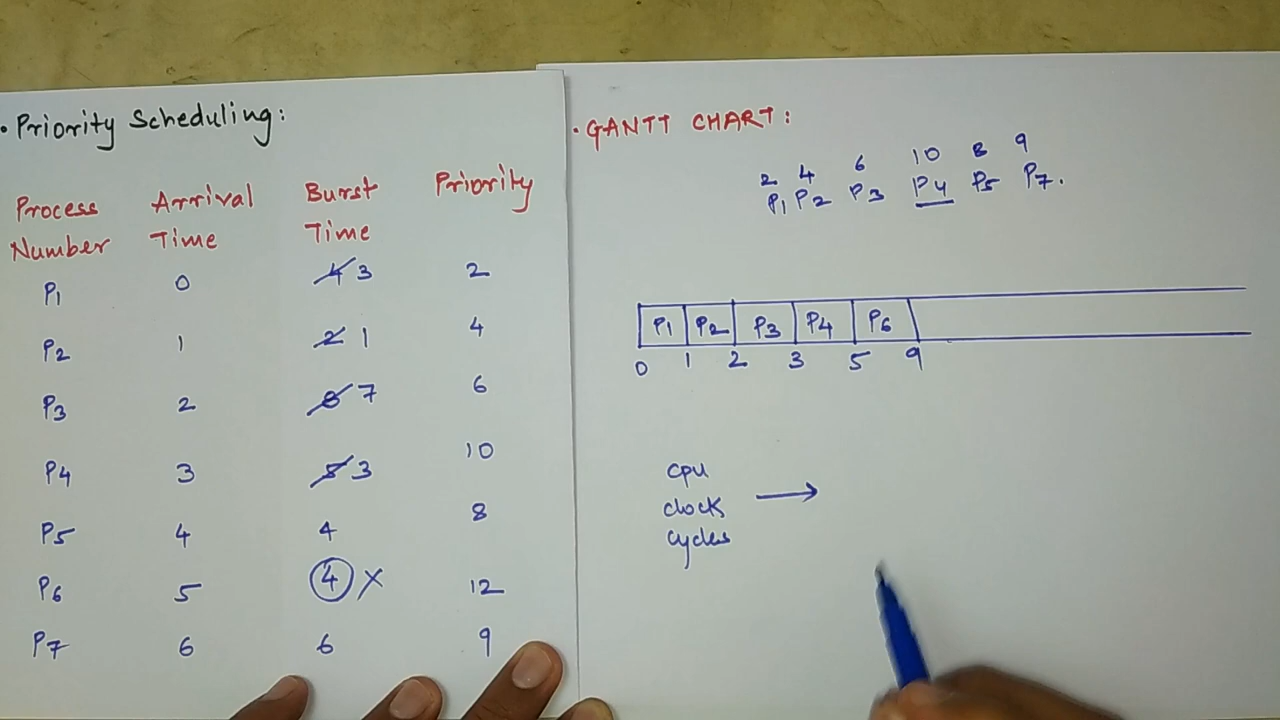 • Priority Scheduling:
Process Number Arrival Time Burst Time Priority
P1 0 4 3 2
P2 1 2 1 4
P3 2 8 7 6
P4 3 5 3 10
P5 4 4 8
P6 5 4 X 12
P7 6 6 9
• GANTT CHART:
2 4 6 10 8 9
P1 P2 P3 P4 P5 P7.
P1 P2 P3 P4 P6
0 1 2 3 5 9
CPU
clock
cycles →